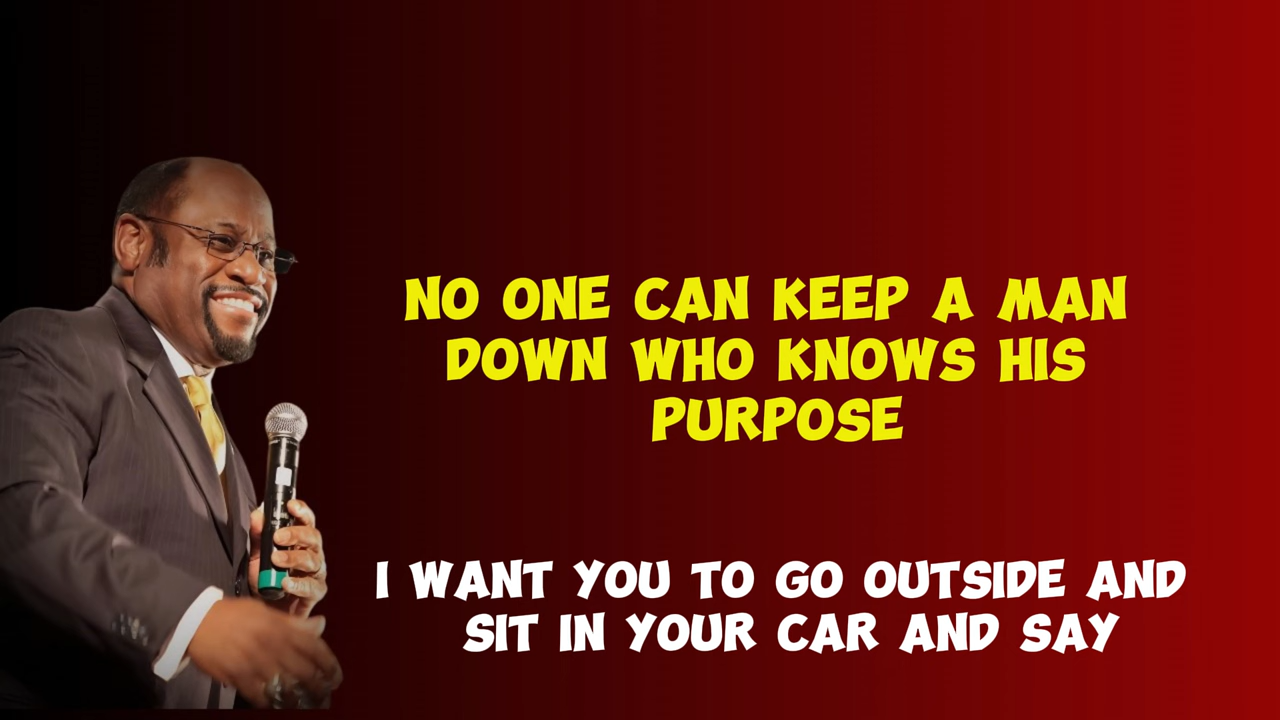 NO ONE CAN KEEP A MAN
DOWN WHO KNOWS HIS
PURPOSE
I WANT YOU TO GO OUTSIDE AND
SIT IN YOUR CAR AND SAY